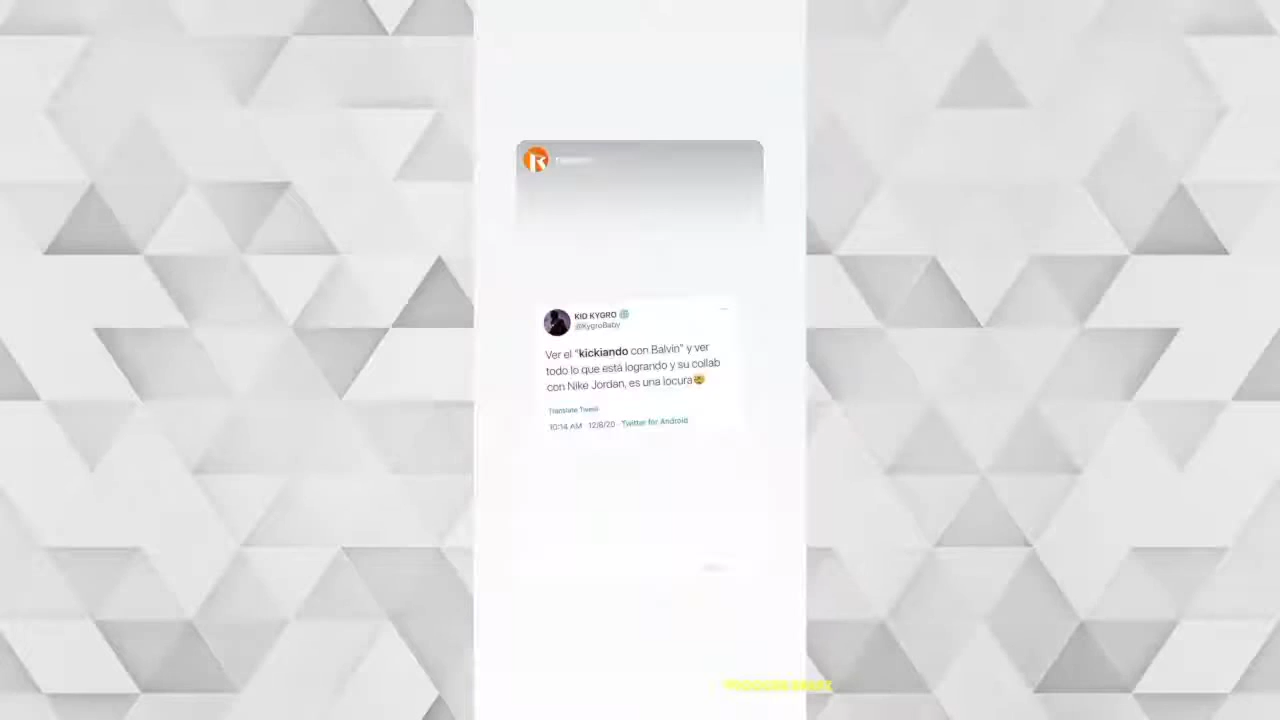 KID KYGRO
@KygroBaby
Ver el "kickiando con Balvin" y ver
todo lo que está logrando y su collab
con Nike Jordan, es una locura🤯
Translate Tweet
10:14 AM · 12/8/20 · Twitter for Android